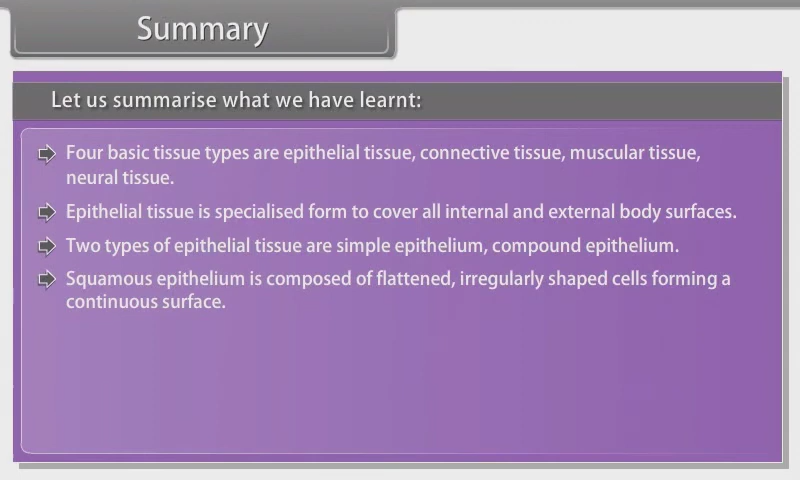 Summary
Let us summarise what we have learnt:
Four basic tissue types are epithelial tissue, connective tissue, muscular tissue,
neural tissue.
Epithelial tissue is specialised form to cover all internal and external body surfaces.
Two types of epithelial tissue are simple epithelium, compound epithelium.
Squamous epithelium is composed of flattened, irregularly shaped cells forming a
continuous surface.